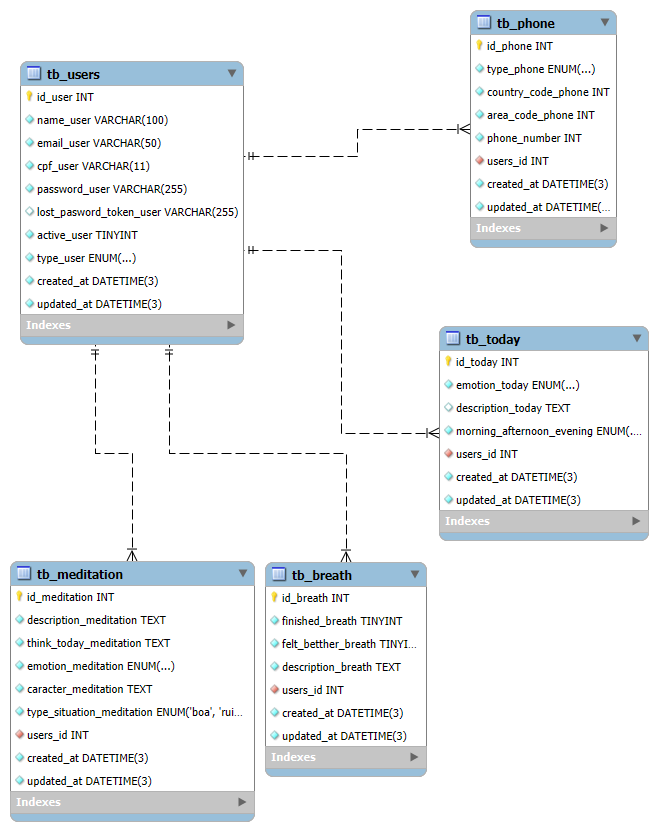 tb_users
id_user INT
name_user VARCHAR(100)
email_user VARCHAR(50)
cpf_user VARCHAR(11)
password_user VARCHAR(255)
lost_pasword_token_user VARCHAR(255)
active_user TINYINT
type_user ENUM(...)
created_at DATETIME(3)
updated_at DATETIME(3)
Indexes
tb_phone
id_phone INT
type_phone ENUM(...)
country_code_phone INT
area_code_phone INT
phone_number INT
users_id INT
created_at DATETIME(3)
updated_at DATETIME(...
Indexes
tb_today
id_today INT
emotion_today ENUM(...)
description_today TEXT
morning_afternoon_evening ENUM(...
users_id INT
created_at DATETIME(3)
updated_at DATETIME(3)
Indexes
tb_meditation
id_meditation INT
description_meditation TEXT
think_today_meditation TEXT
emotion_meditation ENUM(...)
caracter_meditation TEXT
type_situation_meditation ENUM('boa', 'rui...
users_id INT
created_at DATETIME(3)
updated_at DATETIME(3)
Indexes
tb_breath
id_breath INT
finished_breath TINYINT
felt_betther_breath TINYI...
description_breath TEXT
users_id INT
created_at DATETIME(3)
updated_at DATETIME(3)
Indexes